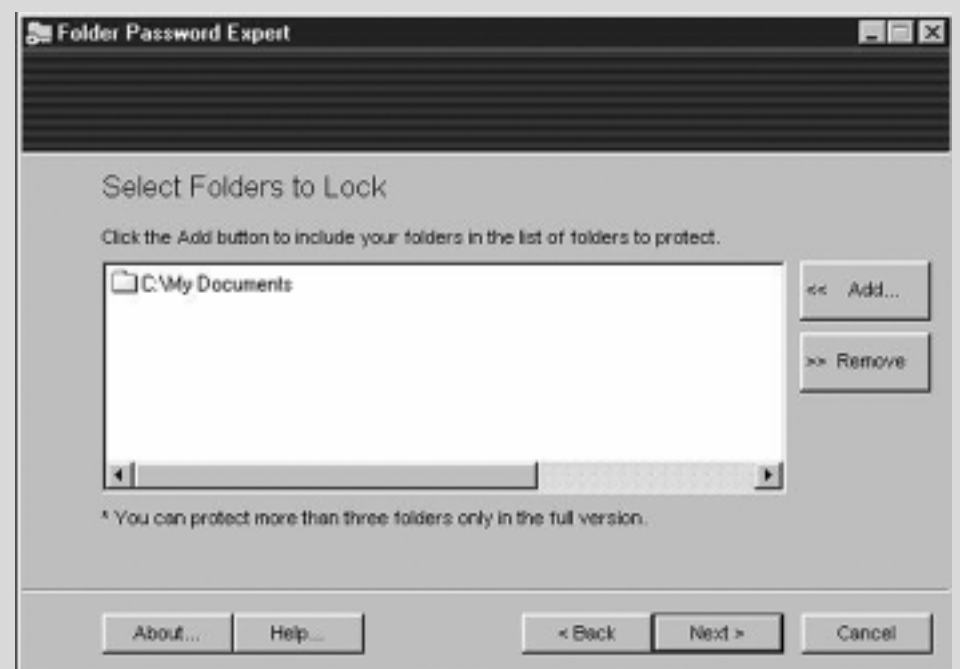 Folder Password Expert
Select Folders to Lock
Click the Add button to include your folders in the list of folders to protect.
C:\My Documents
<< Add...
>> Remove
* You can protect more than three folders only in the full version.
About...
Help...
< Back
Next >
Cancel